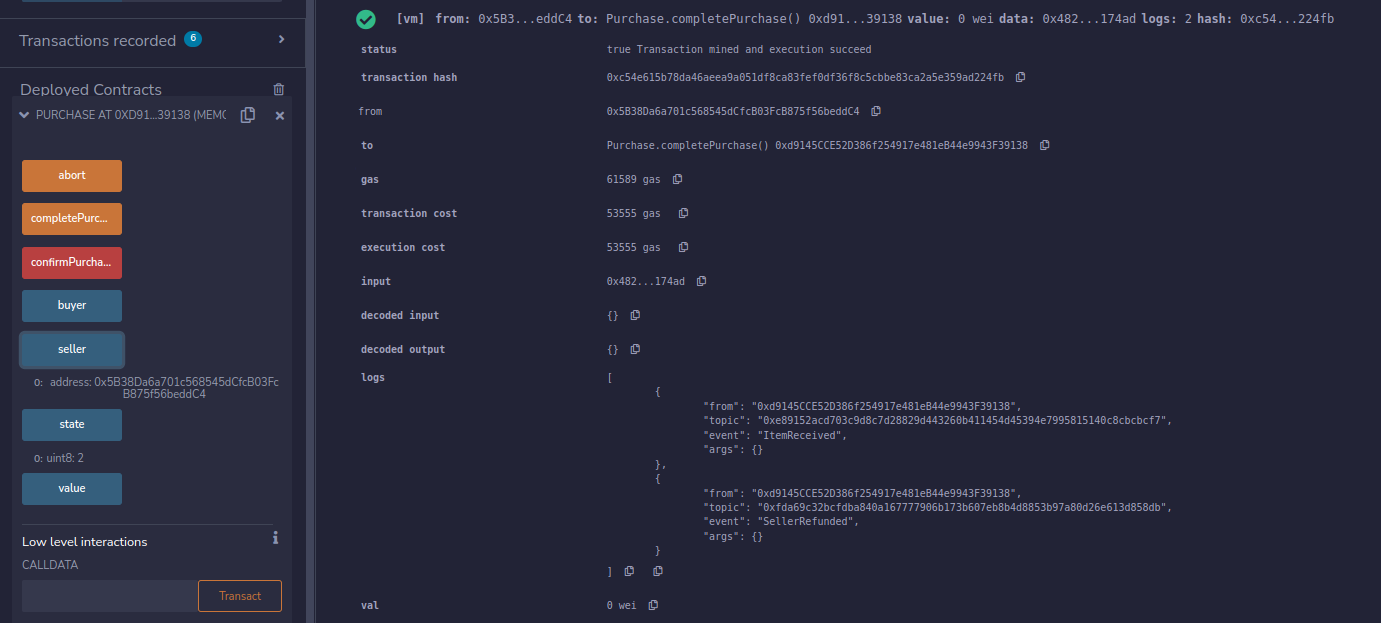 Transactions recorded 6
Deployed Contracts
PURCHASE AT 0XD91...39138 (MEMO
abort
completePurc...
confirmPurcha...
buyer
seller
0: address: 0x5B38Da6a701c568545dCfcB03Fc
B875f56beddC4
state
0: uint8: 2
value
Low level interactions
CALLDATA
Transact
[vm] from: 0x5B3...eddC4 to: Purchase.completePurchase() 0xd91...39138 value: 0 wei data: 0x482...174ad logs: 2 hash: 0xc54...224fb
status true Transaction mined and execution succeed
transaction hash 0xc54e615b78da46aeea9a051df8ca83fef0df36f8c5cbbe83ca2a5e359ad224fb
from 0x5B38Da6a701c568545dCfcB03FcB875f56beddC4
to Purchase.completePurchase() 0xd9145CCE52D386f254917e481eB44e9943F39138
gas 61589 gas
transaction cost 53555 gas
execution cost 53555 gas
input 0x482...174ad
decoded input {}
decoded output {}
logs [
{
"from": "0xd9145CCE52D386f254917e481eB44e9943F39138",
"topic": "0xe89152acd703c9d8c7d28829d443260b411454d45394e7995815140c8cbcbcf7",
"event": "ItemReceived",
"args": {}
},
{
"from": "0xd9145CCE52D386f254917e481eB44e9943F39138",
"topic": "0xfda69c32bcfdba840a167777906b173b607eb8b4d8853b97a80d26e613d858db",
"event": "SellerRefunded",
"args": {}
}
]
val 0 wei